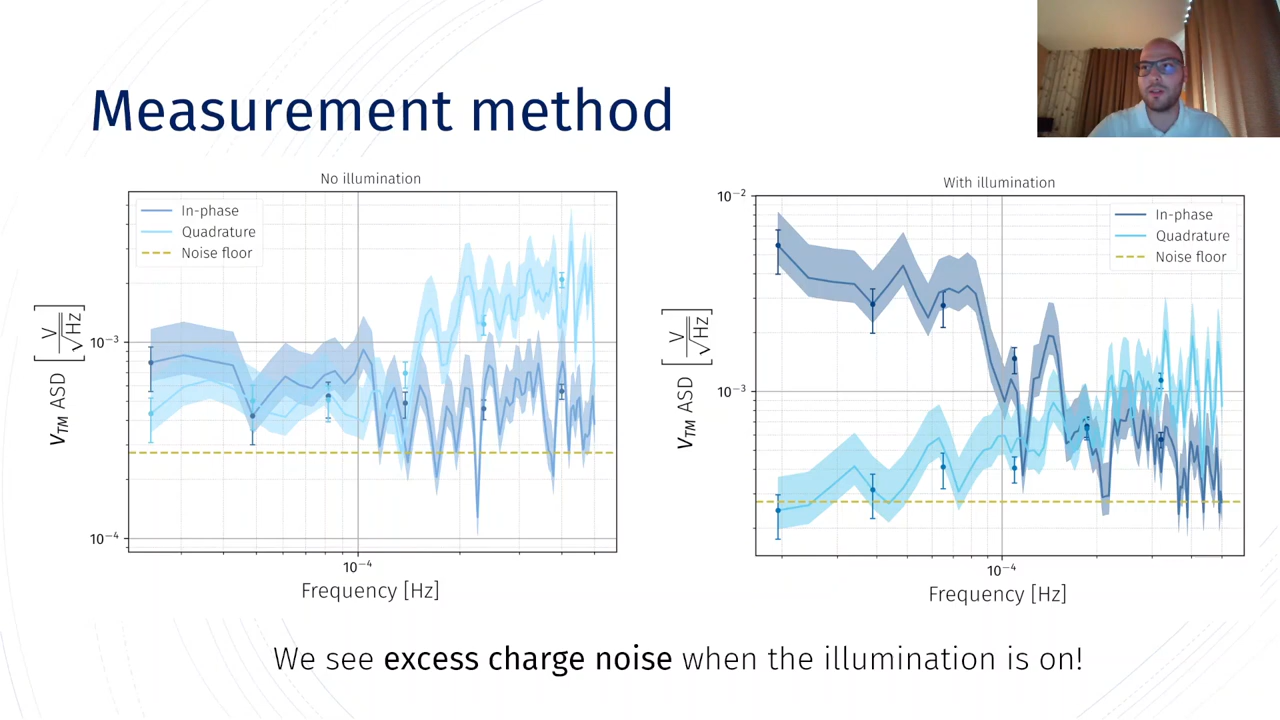 Measurement method
No illumination
In-phase
Quadrature
Noise floor
10⁻³
10⁻⁴
V_TM ASD [V/√Hz]
10⁻⁴
Frequency [Hz]
With illumination
In-phase
Quadrature
Noise floor
10⁻²
10⁻³
V_TM ASD [V/√Hz]
10⁻⁴
Frequency [Hz]
We see excess charge noise when the illumination is on!